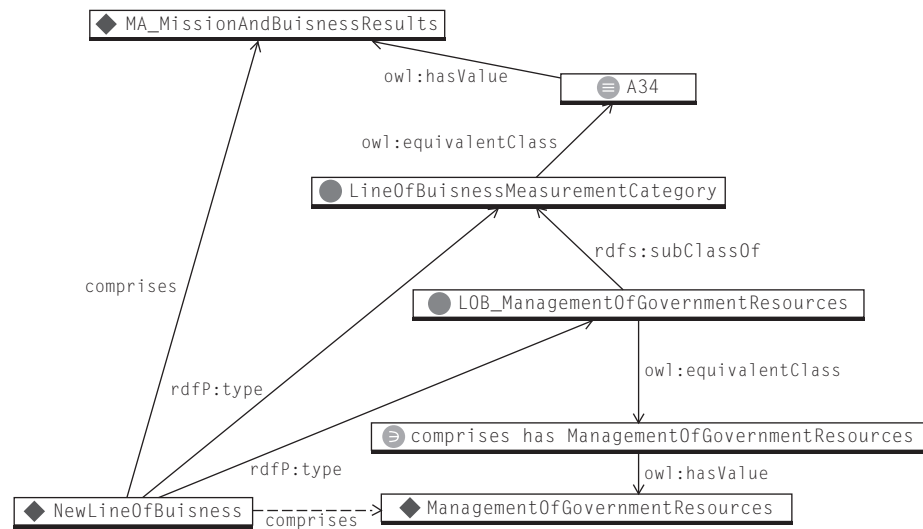 MA_MissionAndBuisnessResults
owl:hasValue
A34
owl:equivalentClass
LineOfBuisnessMeasurementCategory
rdfs:subClassOf
comprises
LOB_ManagementOfGovernmentResources
owl:equivalentClass
rdfP:type
comprises has ManagementOfGovernmentResources
rdfP:type
owl:hasValue
NewLineOfBuisness
ManagementOfGovernmentResources
comprises